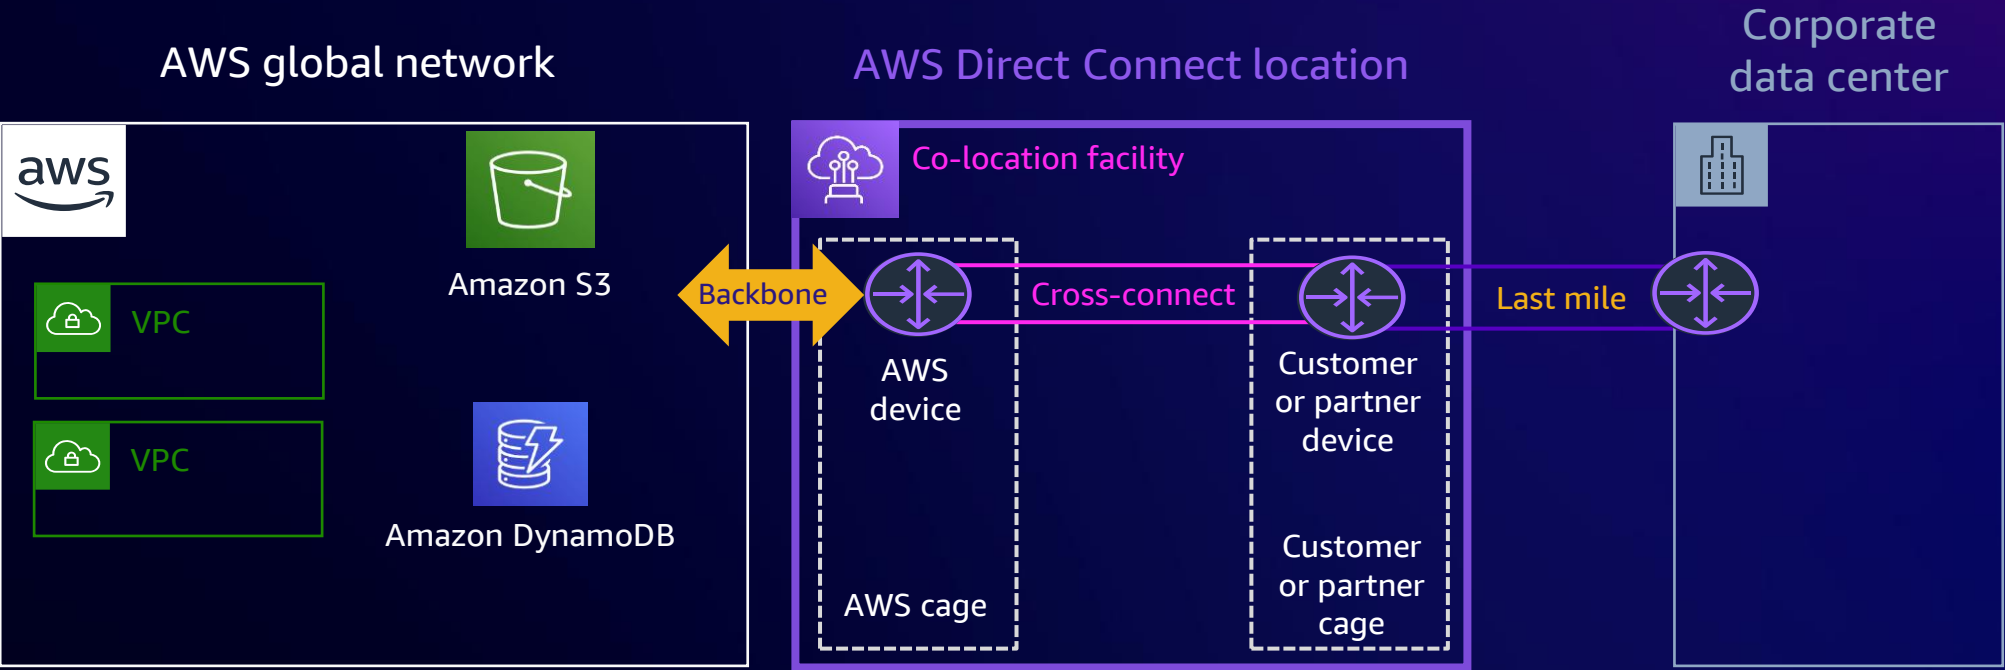 AWS global network
AWS Direct Connect location
Corporate
data center
aws
Amazon S3
VPC
VPC
Amazon DynamoDB
Backbone
Co-location facility
AWS
device
AWS cage
Cross-connect
Customer
or partner
device
Customer
or partner
cage
Last mile